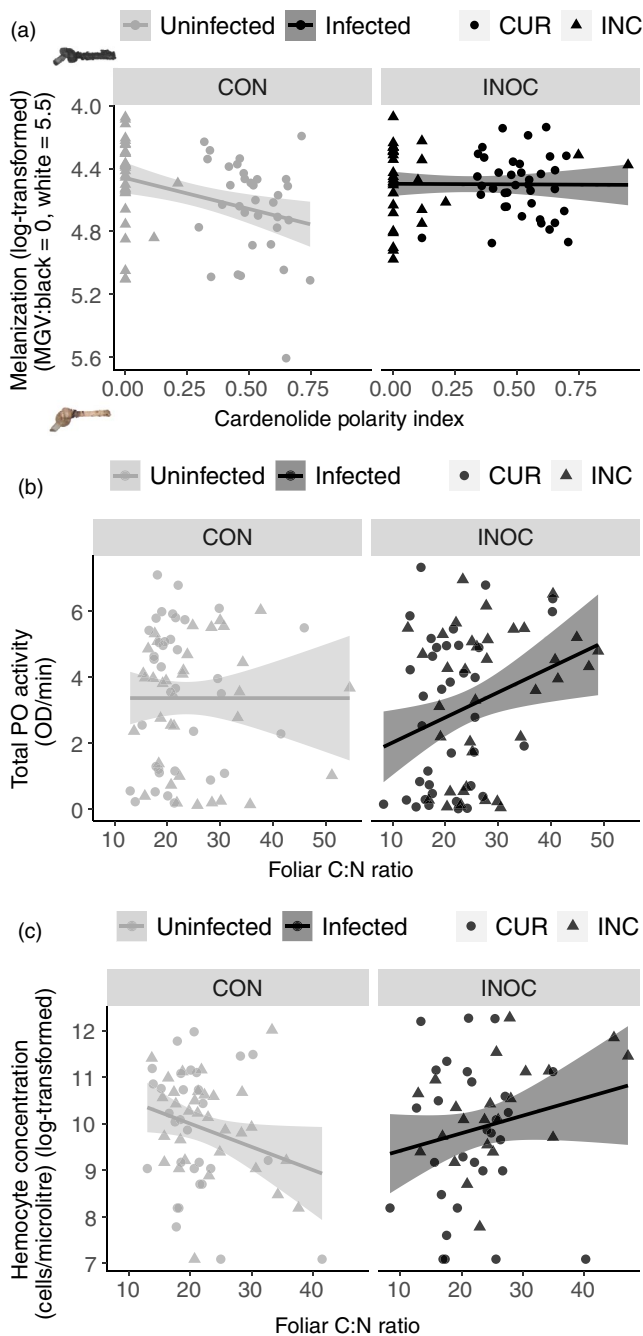 (a)
Uninfected Infected CUR INC
CON INOC
Melanization (log-transformed)
(MGV:black = 0, white = 5.5)
4.0
4.4
4.8
5.2
5.6
0.00 0.25 0.50 0.75 0.00 0.25 0.50 0.75
Cardenolide polarity index
(b)
Uninfected Infected CUR INC
CON INOC
Total PO activity
(OD/min)
6
4
2
0
10 20 30 40 50 10 20 30 40 50
Foliar C:N ratio
(c)
Uninfected Infected CUR INC
CON INOC
Hemocyte concentration
(cells/microlitre) (log-transformed)
12
11
10
9
8
7
10 20 30 40 10 20 30 40
Foliar C:N ratio